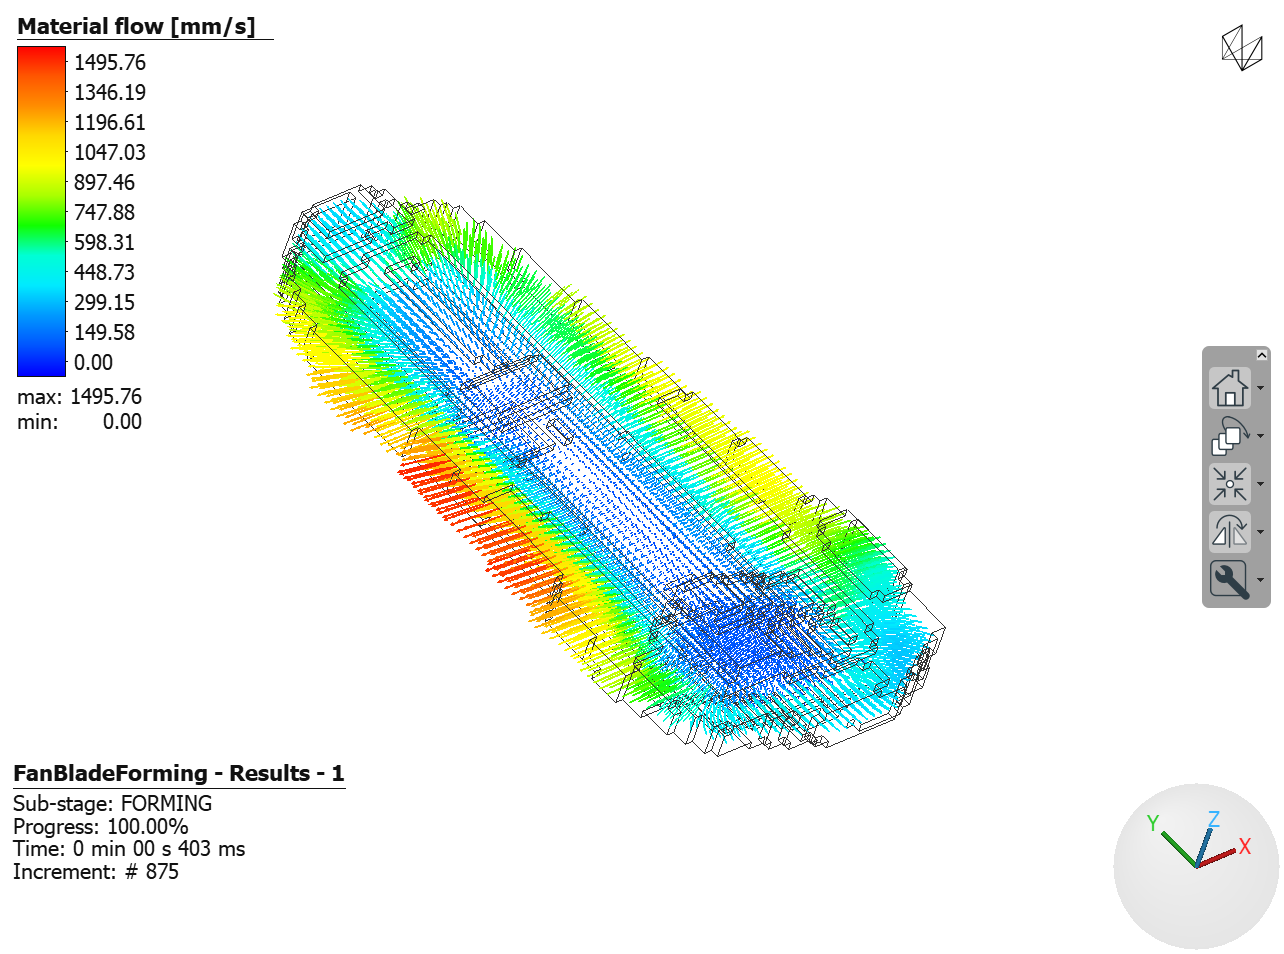 Material flow [mm/s]
1495.76
1346.19
1196.61
1047.03
897.46
747.88
598.31
448.73
299.15
149.58
0.00
max: 1495.76
min: 0.00
FanBladeForming - Results - 1
Sub-stage: FORMING
Progress: 100.00%
Time: 0 min 00 s 403 ms
Increment: # 875
Y
Z
X